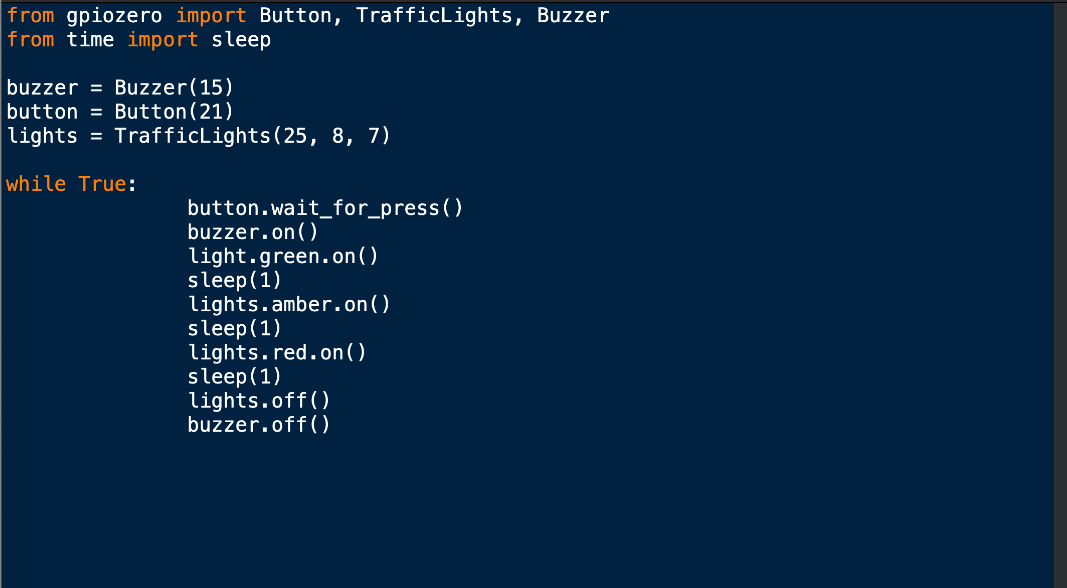 from gpiozero import Button, TrafficLights, Buzzer
from time import sleep
buzzer = Buzzer(15)
button = Button(21)
lights = TrafficLights(25, 8, 7)
while True:
button.wait_for_press()
buzzer.on()
light.green.on()
sleep(1)
lights.amber.on()
sleep(1)
lights.red.on()
sleep(1)
lights.off()
buzzer.off()